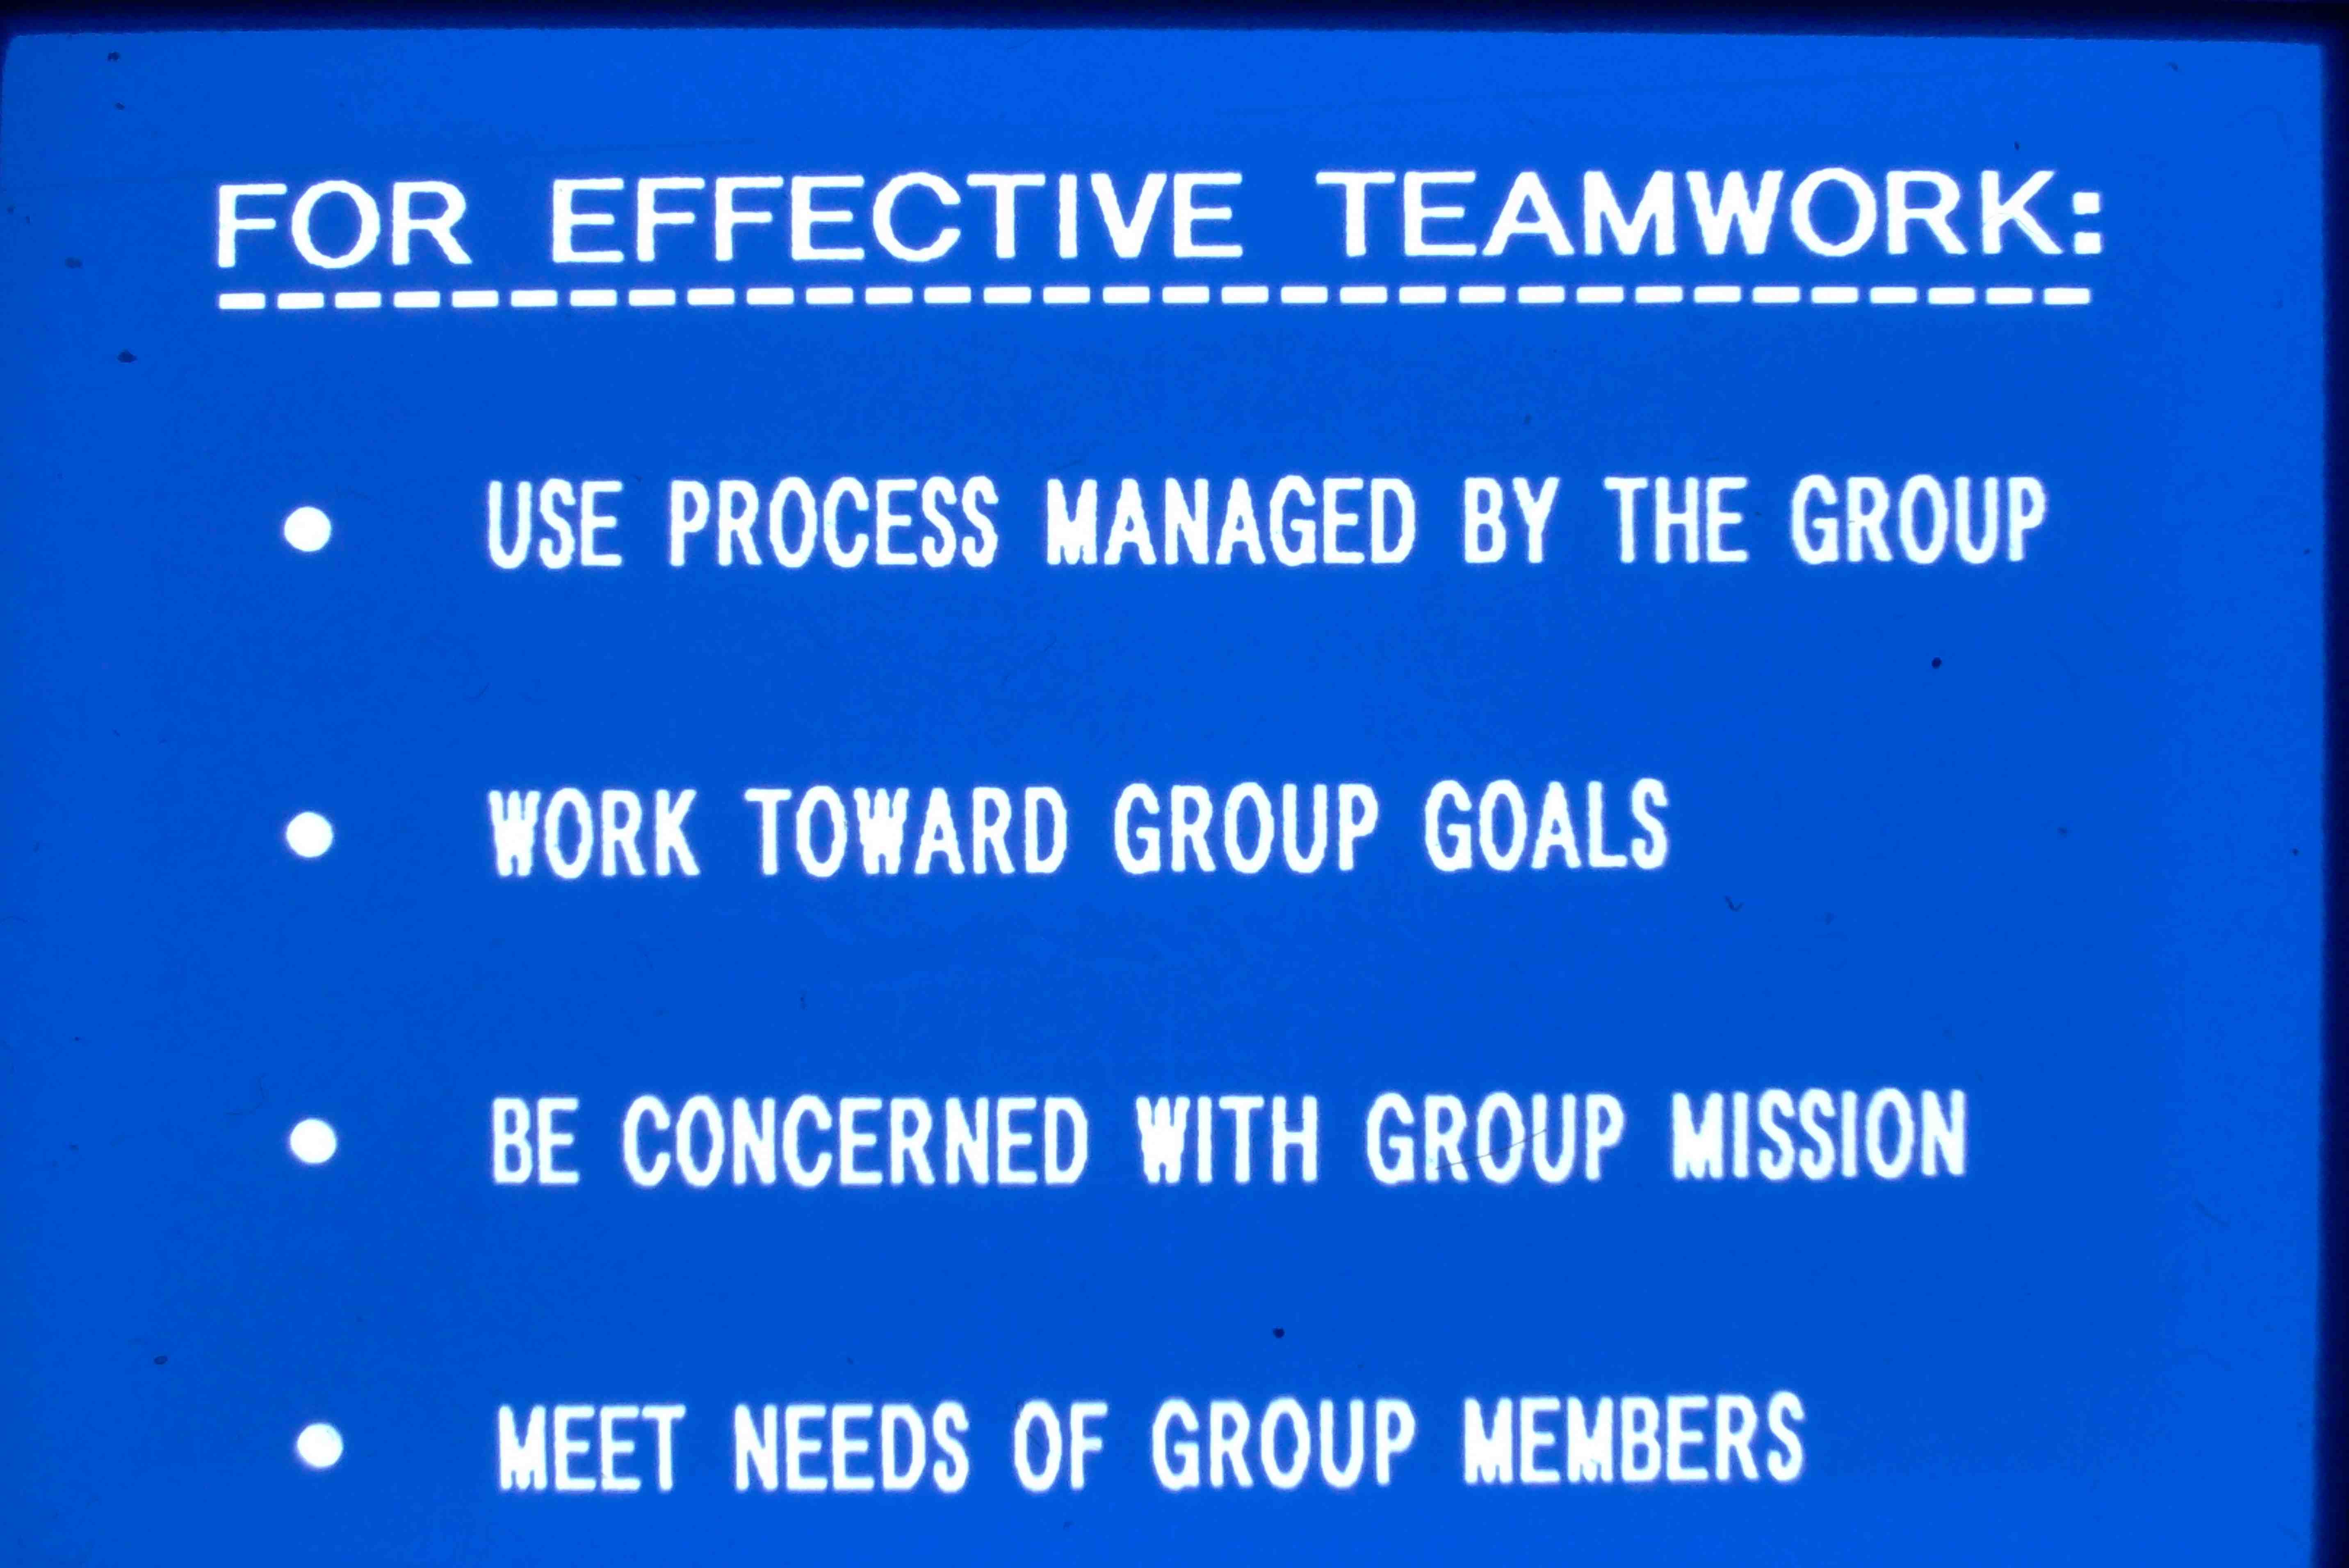 FOR EFFECTIVE TEAMWORK:
• USE PROCESS MANAGED BY THE GROUP
• WORK TOWARD GROUP GOALS
• BE CONCERNED WITH GROUP MISSION
• MEET NEEDS OF GROUP MEMBERS